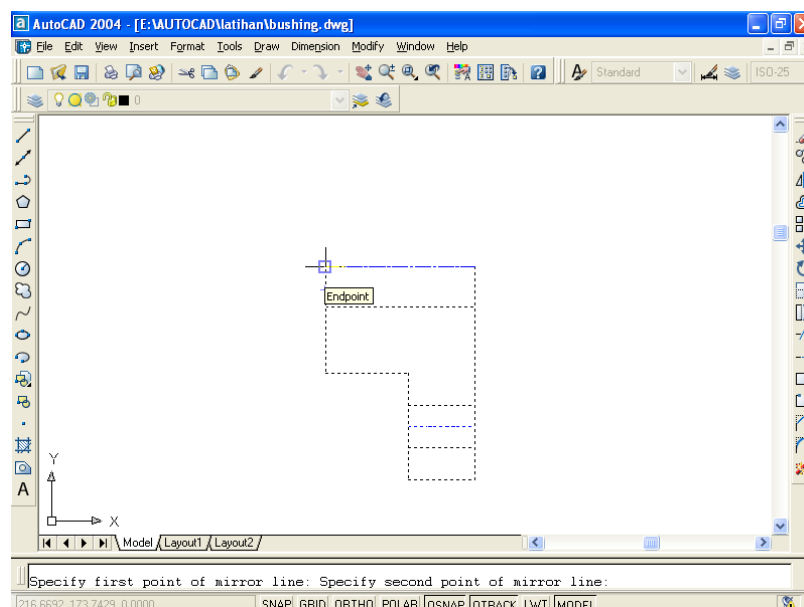 a AutoCAD 2004 - [E:\AUTOCAD\latihan\bushing.dwg]
File Edit View Insert Format Tools Draw Dimension Modify Window Help
Standard ISO-25
0
Endpoint
Y
X
A
Model Layout1 Layout2
Specify first point of mirror line: Specify second point of mirror line:
216.6692, 173.7429, 0.0000 SNAP GRID ORTHO POLAR OSNAP OTRACK LWT MODEL